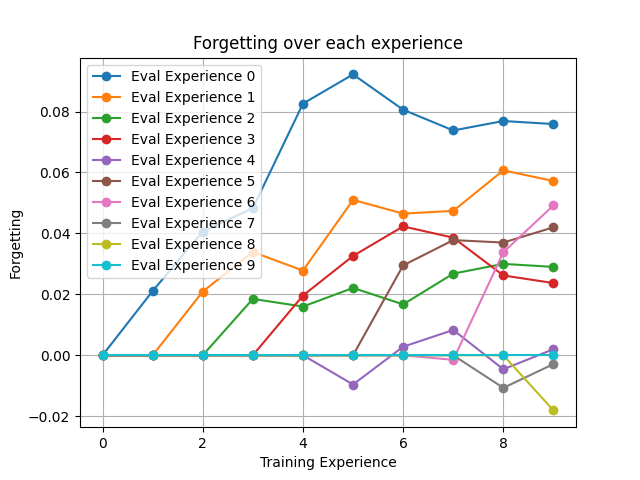 Forgetting over each experience
Eval Experience 0
Eval Experience 1
Eval Experience 2
Eval Experience 3
Eval Experience 4
Eval Experience 5
Eval Experience 6
Eval Experience 7
Eval Experience 8
Eval Experience 9
Forgetting
0.08
0.06
0.04
0.02
0.00
−0.02
0 2 4 6 8
Training Experience